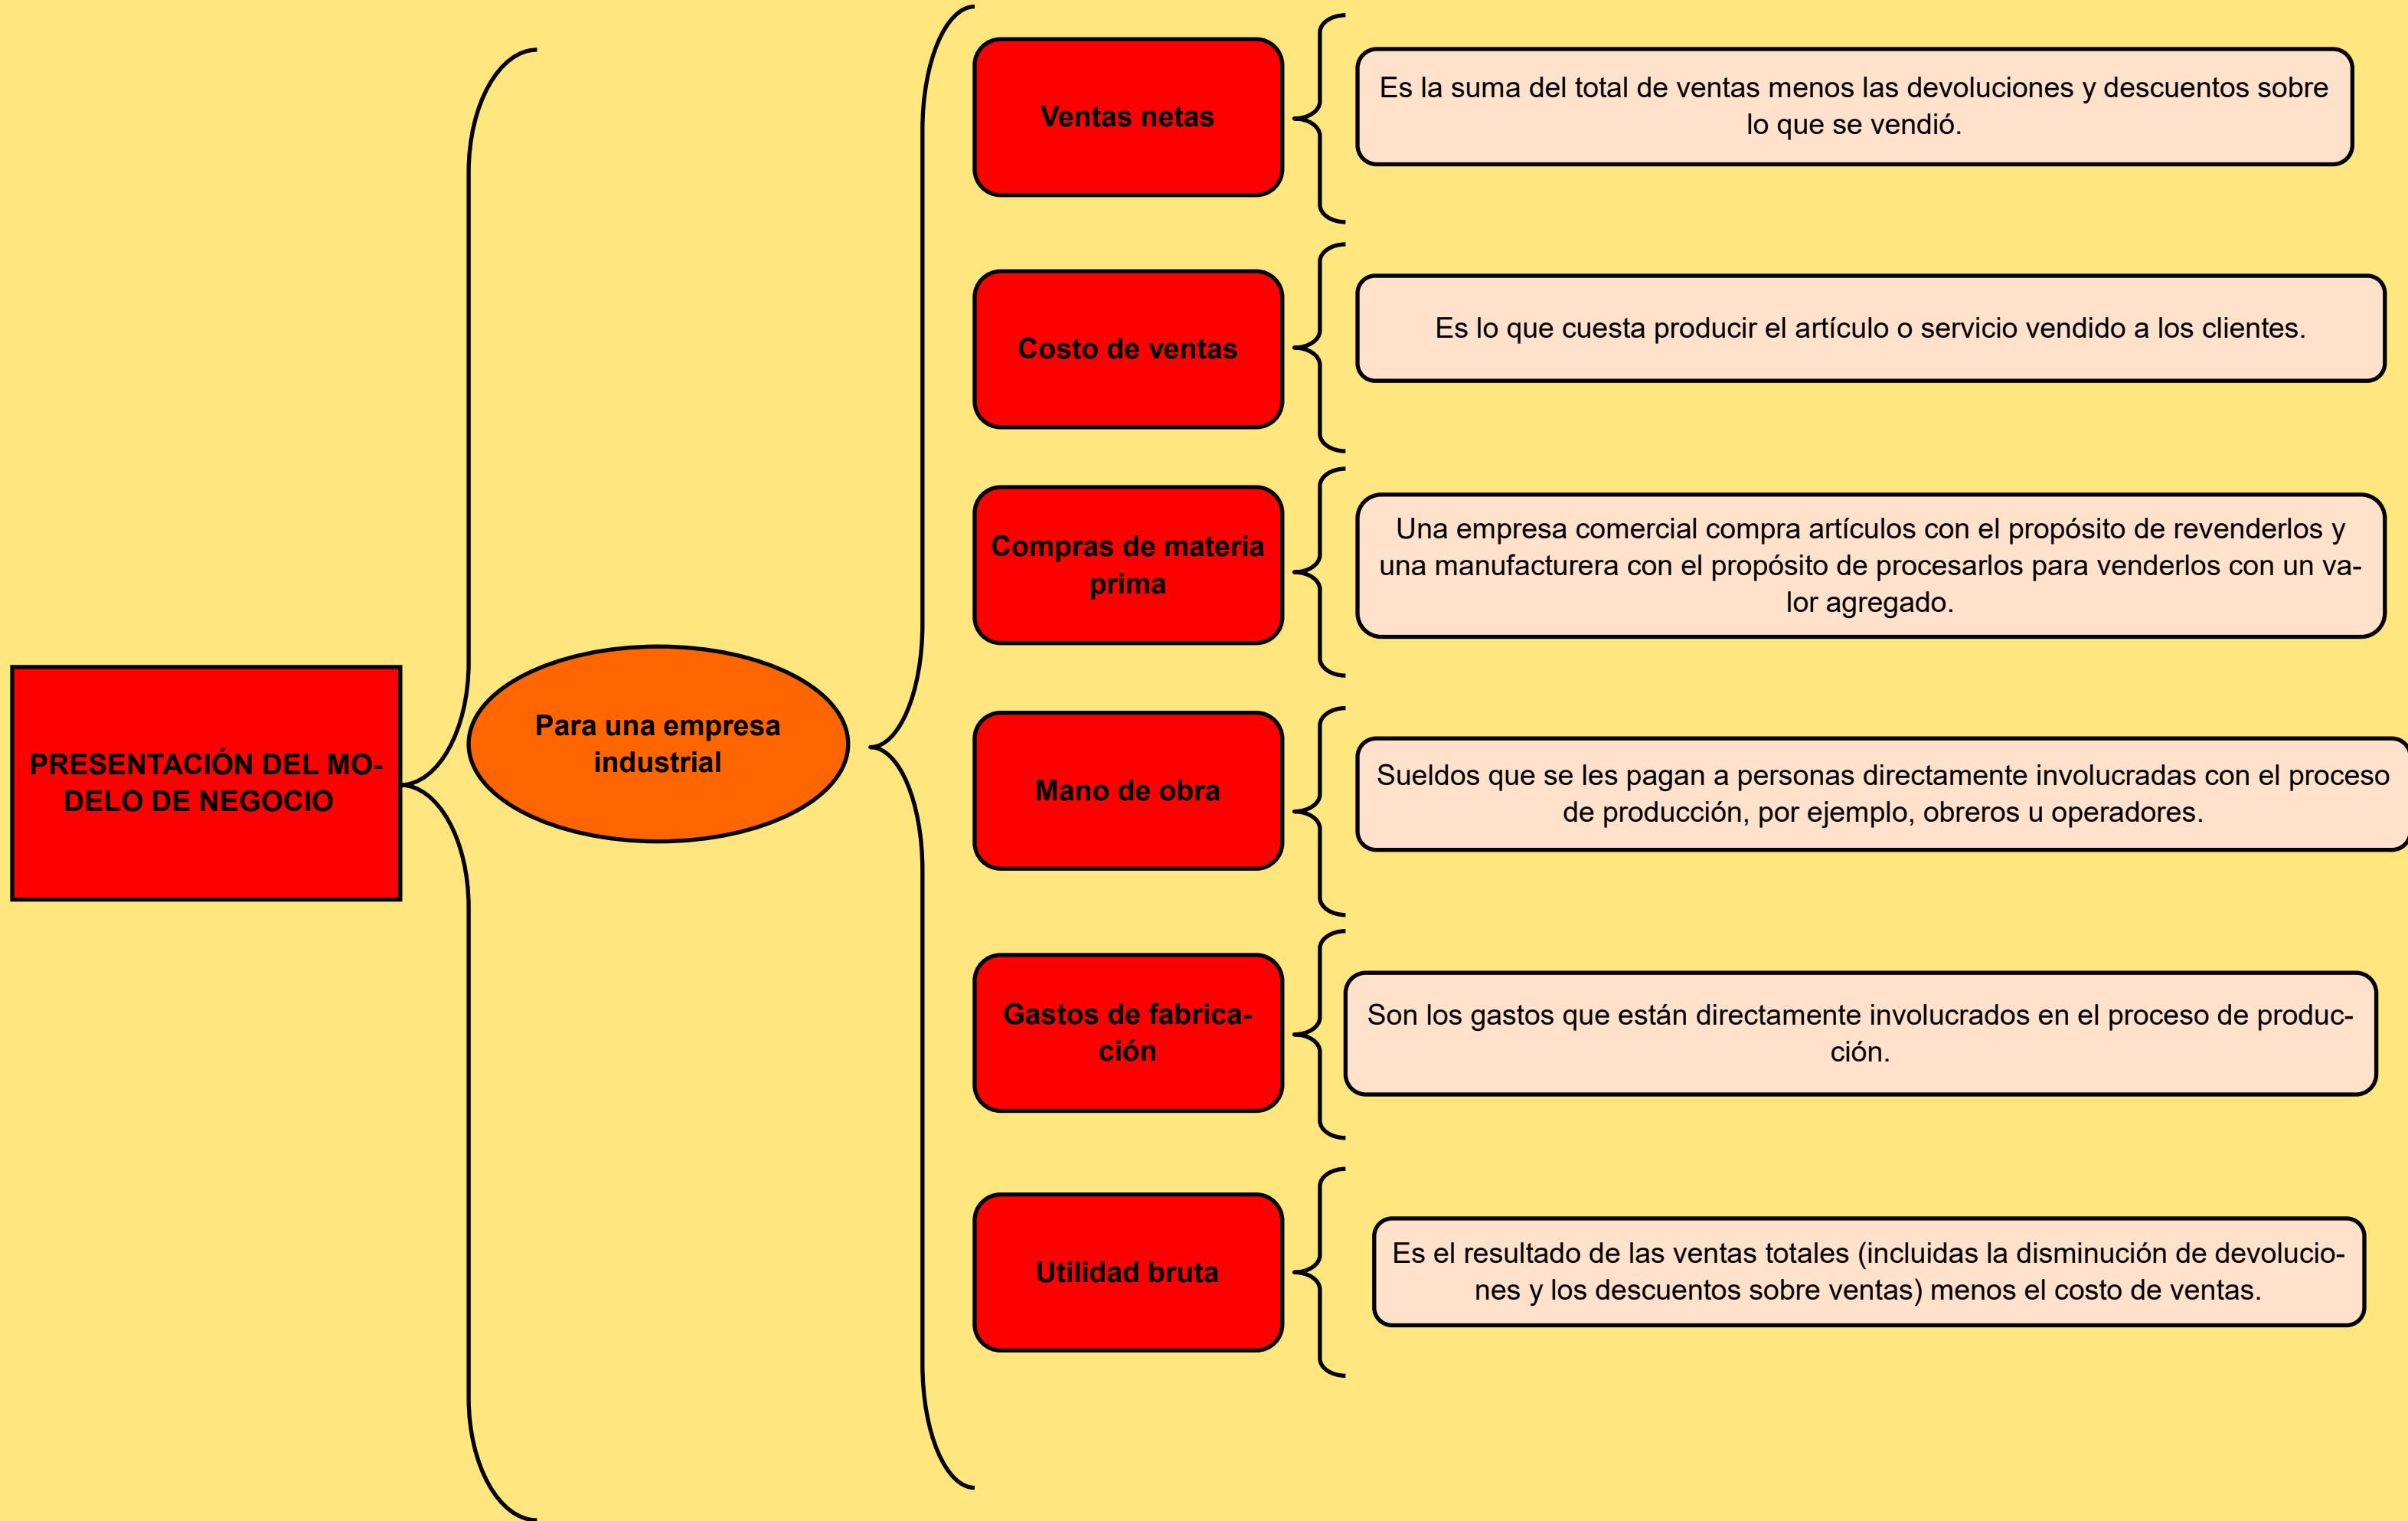 PRESENTACIÓN DEL MO-
DELO DE NEGOCIO
Para una empresa
industrial
Ventas netas
Es la suma del total de ventas menos las devoluciones y descuentos sobre
lo que se vendió.
Costo de ventas
Es lo que cuesta producir el artículo o servicio vendido a los clientes.
Compras de materia
prima
Una empresa comercial compra artículos con el propósito de revenderlos y
una manufacturera con el propósito de procesarlos para venderlos con un va-
lor agregado.
Mano de obra
Sueldos que se les pagan a personas directamente involucradas con el proceso
de producción, por ejemplo, obreros u operadores.
Gastos de fabrica-
ción
Son los gastos que están directamente involucrados en el proceso de produc-
ción.
Utilidad bruta
Es el resultado de las ventas totales (incluidas la disminución de devolucio-
nes y los descuentos sobre ventas) menos el costo de ventas.